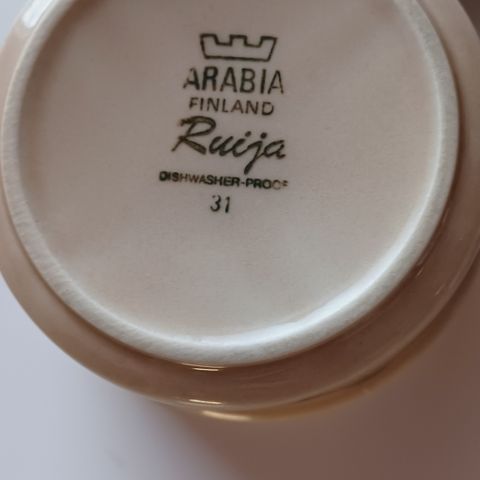 ARABIA
FINLAND
Ruija
DISHWASHER-PROOF
31